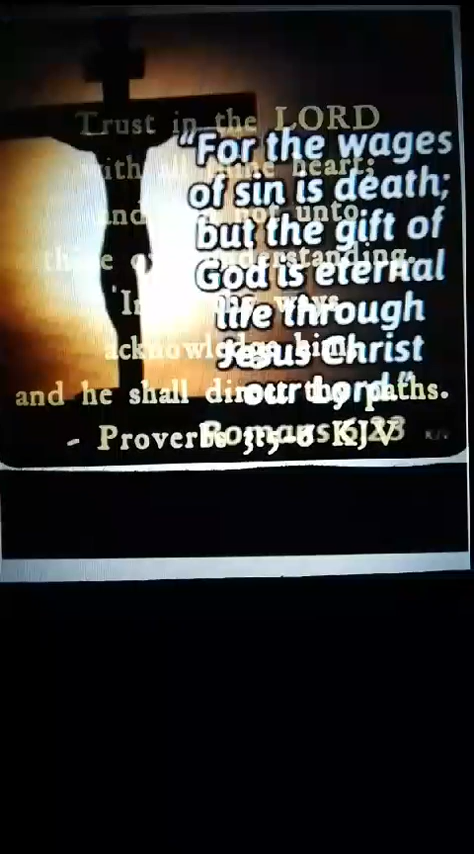 Trust in the LORD
with all thine heart;
and lean not unto
thine own understanding.
In all thy ways
acknowledge him,
and he shall direct thy paths.
- Proverbs 3:5-6 KJV
"For the wages
of sin is death;
but the gift of
God is eternal
life through
Jesus Christ
our Lord."
Romans 6:23 KJV